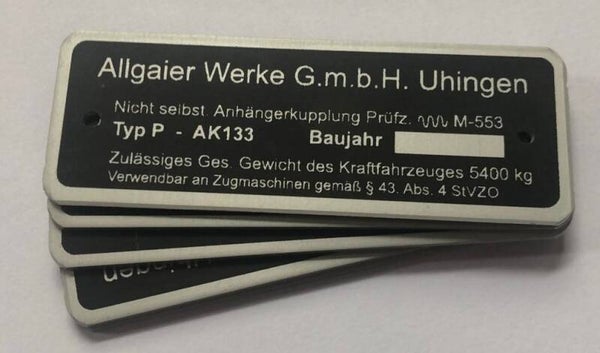 Allgaier Werke G.m.b.H. Uhingen
Nicht selbst. Anhängerkupplung Prüfz. M-553
Typ P - AK133 Baujahr
Zulässiges Ges. Gewicht des Kraftfahrzeuges 5400 kg
Verwendbar an Zugmaschinen gemäß § 43. Abs. 4 StVZO
Uhingen